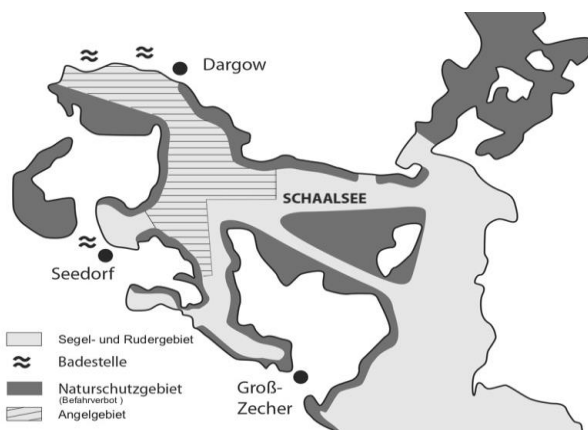 Dargow
SCHAALSEE
Seedorf
Segel- und Rudergebiet
Badestelle
Naturschutzgebiet
(Befahrverbot )
Angelgebiet
Groß-
Zecher